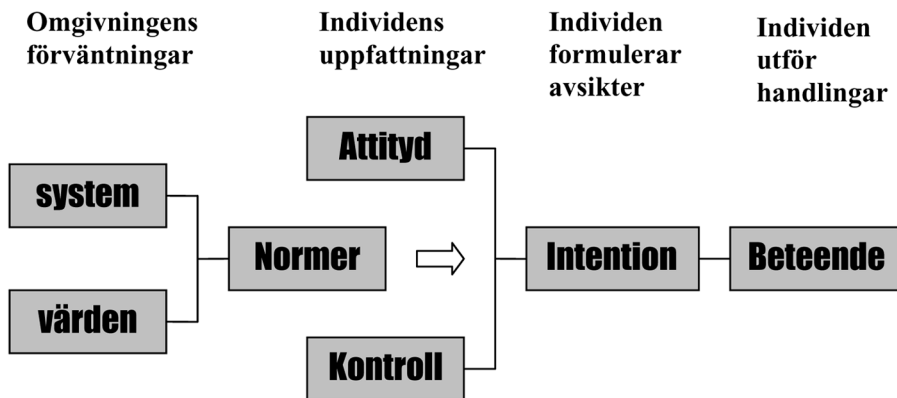 Omgivningens
förväntningar
Individens
uppfattningar
Individen
formulerar
avsikter
Individen
utför
handlingar
Attityd
system
Normer
Intention
Beteende
värden
Kontroll